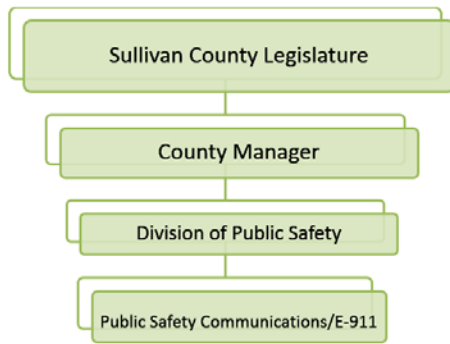 Sullivan County Legislature
County Manager
Division of Public Safety
Public Safety Communications/E-911